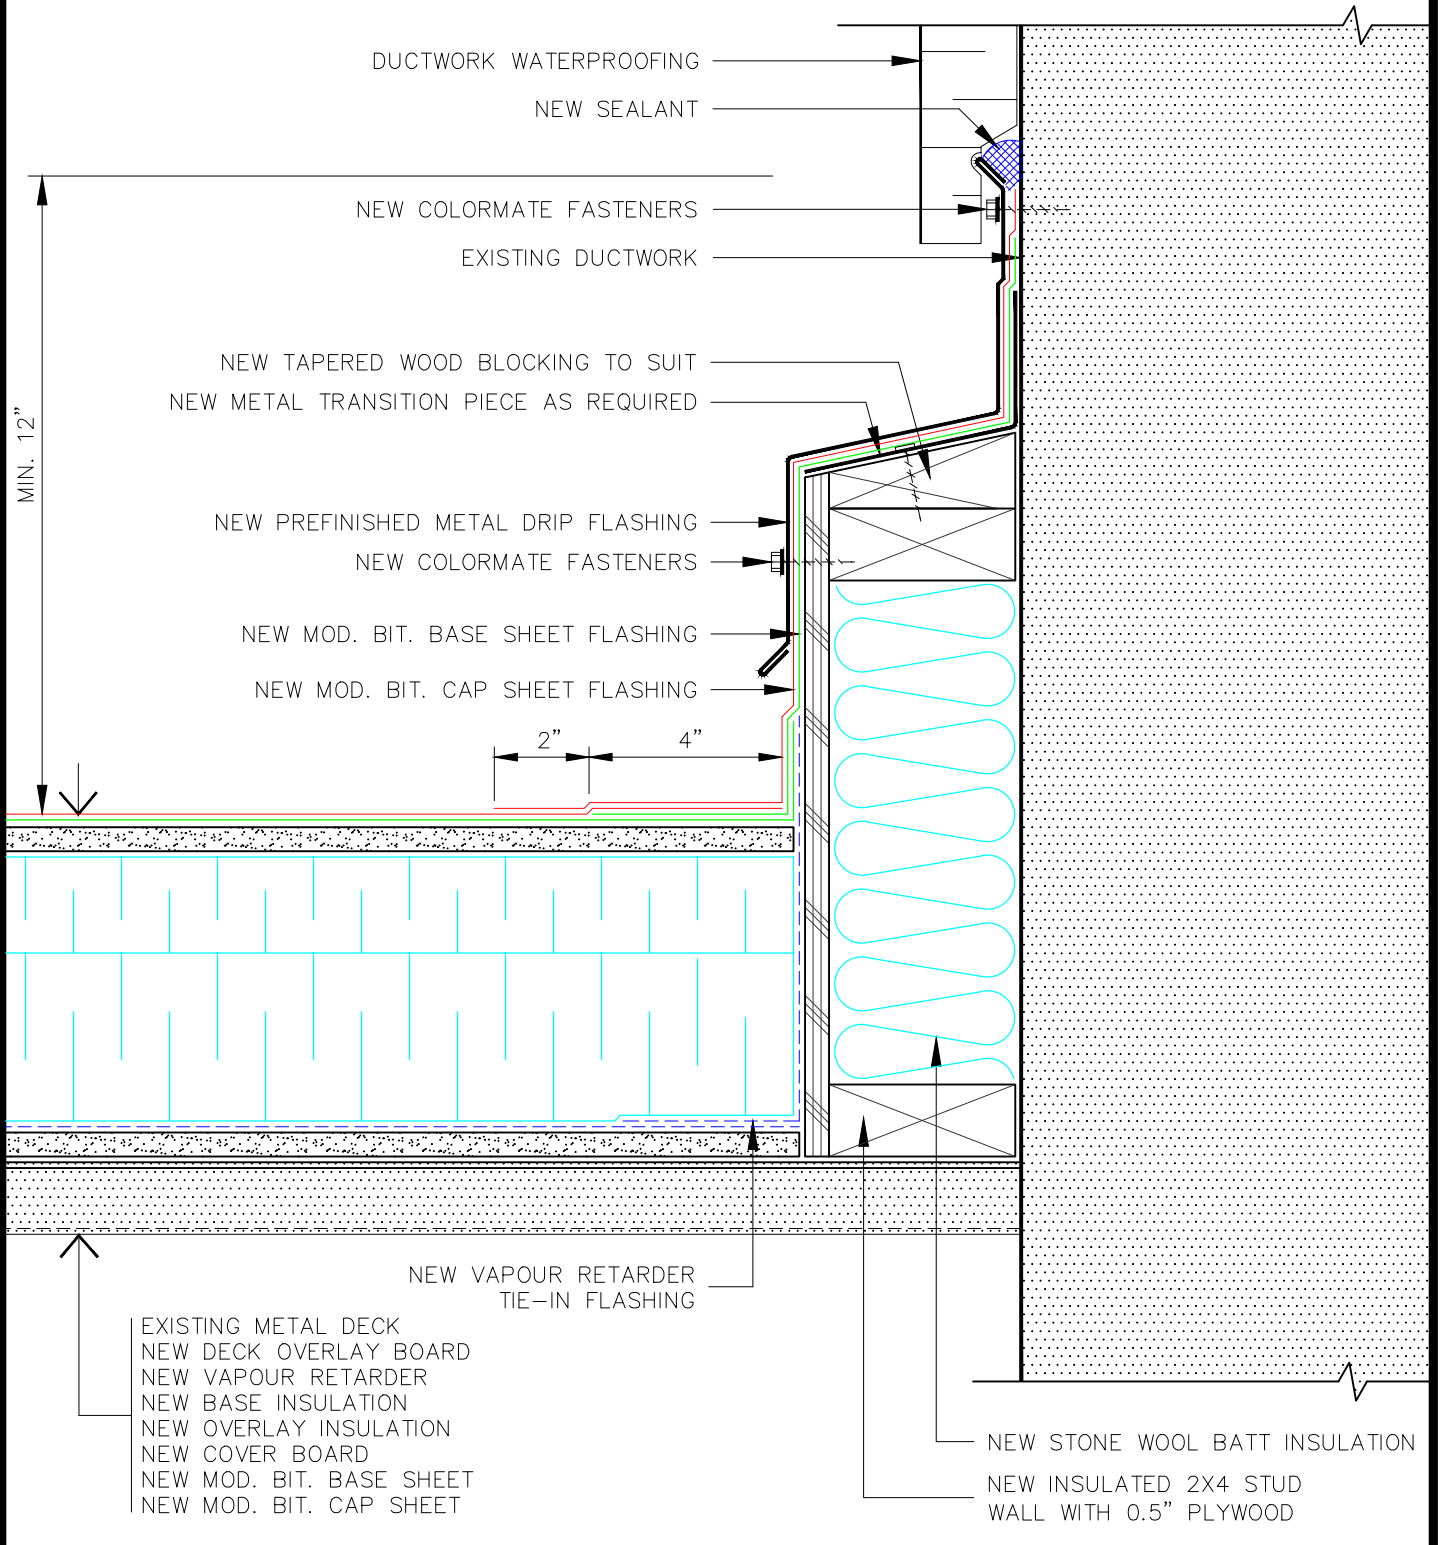 DUCTWORK WATERPROOFING
NEW SEALANT
NEW COLORMATE FASTENERS
EXISTING DUCTWORK
NEW TAPERED WOOD BLOCKING TO SUIT
NEW METAL TRANSITION PIECE AS REQUIRED
MIN. 12”
NEW PREFINISHED METAL DRIP FLASHING
NEW COLORMATE FASTENERS
NEW MOD. BIT. BASE SHEET FLASHING
NEW MOD. BIT. CAP SHEET FLASHING
2”
4”
NEW VAPOUR RETARDER
TIE–IN FLASHING
EXISTING METAL DECK
NEW DECK OVERLAY BOARD
NEW VAPOUR RETARDER
NEW BASE INSULATION
NEW OVERLAY INSULATION
NEW COVER BOARD
NEW MOD. BIT. BASE SHEET
NEW MOD. BIT. CAP SHEET
NEW STONE WOOL BATT INSULATION
NEW INSULATED 2X4 STUD
WALL WITH 0.5” PLYWOOD